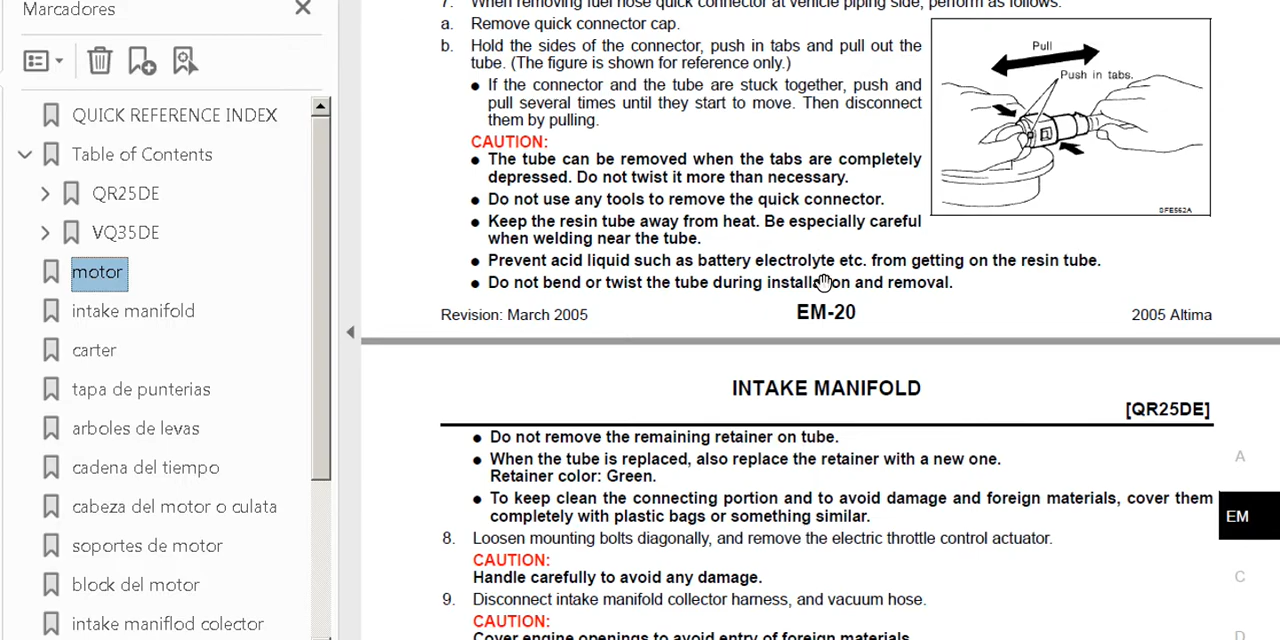 Marcadores
QUICK REFERENCE INDEX
Table of Contents
QR25DE
VQ35DE
motor
intake manifold
carter
tapa de punterias
arboles de levas
cadena del tiempo
cabeza del motor o culata
soportes de motor
block del motor
intake maniflod colector
7. When removing fuel hose quick connector at vehicle piping side, perform as follows.
a. Remove quick connector cap.
b. Hold the sides of the connector, push in tabs and pull out the
tube. (The figure is shown for reference only.)
● If the connector and the tube are stuck together, push and
pull several times until they start to move. Then disconnect
them by pulling.
CAUTION:
● The tube can be removed when the tabs are completely
depressed. Do not twist it more than necessary.
● Do not use any tools to remove the quick connector.
● Keep the resin tube away from heat. Be especially careful
when welding near the tube.
● Prevent acid liquid such as battery electrolyte etc. from getting on the resin tube.
● Do not bend or twist the tube during installation and removal.
Pull
Push in tabs.
SFE562A
Revision: March 2005 EM-20 2005 Altima
INTAKE MANIFOLD
[QR25DE]
● Do not remove the remaining retainer on tube.
● When the tube is replaced, also replace the retainer with a new one.
Retainer color: Green.
● To keep clean the connecting portion and to avoid damage and foreign materials, cover them
completely with plastic bags or something similar.
8. Loosen mounting bolts diagonally, and remove the electric throttle control actuator.
CAUTION:
Handle carefully to avoid any damage.
9. Disconnect intake manifold collector harness, and vacuum hose.
CAUTION:
Cover engine openings to avoid entry of foreign materials.
A
EM
C
D